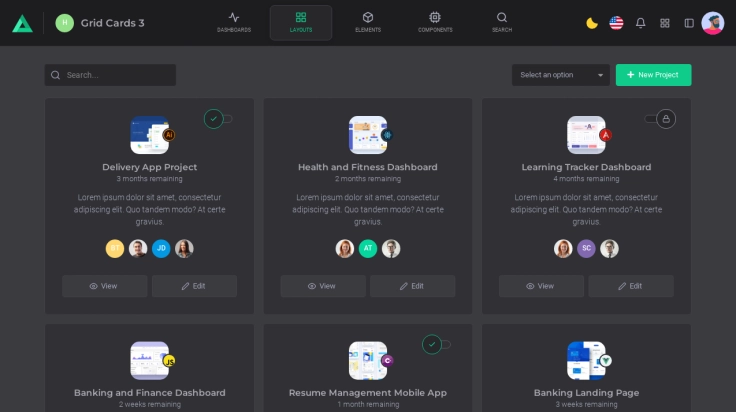 H Grid Cards 3
DASHBOARDS LAYOUTS ELEMENTS COMPONENTS SEARCH
Search...
Select an option
New Project
Ai
Delivery App Project
3 months remaining
Lorem ipsum dolor sit amet, consectetur
adipiscing elit. Quo tandem modo? At certe
gravius.
BT JD
View Edit
Health and Fitness Dashboard
2 months remaining
Lorem ipsum dolor sit amet, consectetur
adipiscing elit. Quo tandem modo? At certe
gravius.
AT
View Edit
Learning Tracker Dashboard
4 months remaining
Lorem ipsum dolor sit amet, consectetur
adipiscing elit. Quo tandem modo? At certe
gravius.
SC
View Edit
JS
Banking and Finance Dashboard
2 weeks remaining
Resume Management Mobile App
1 month remaining
Banking Landing Page
3 weeks remaining